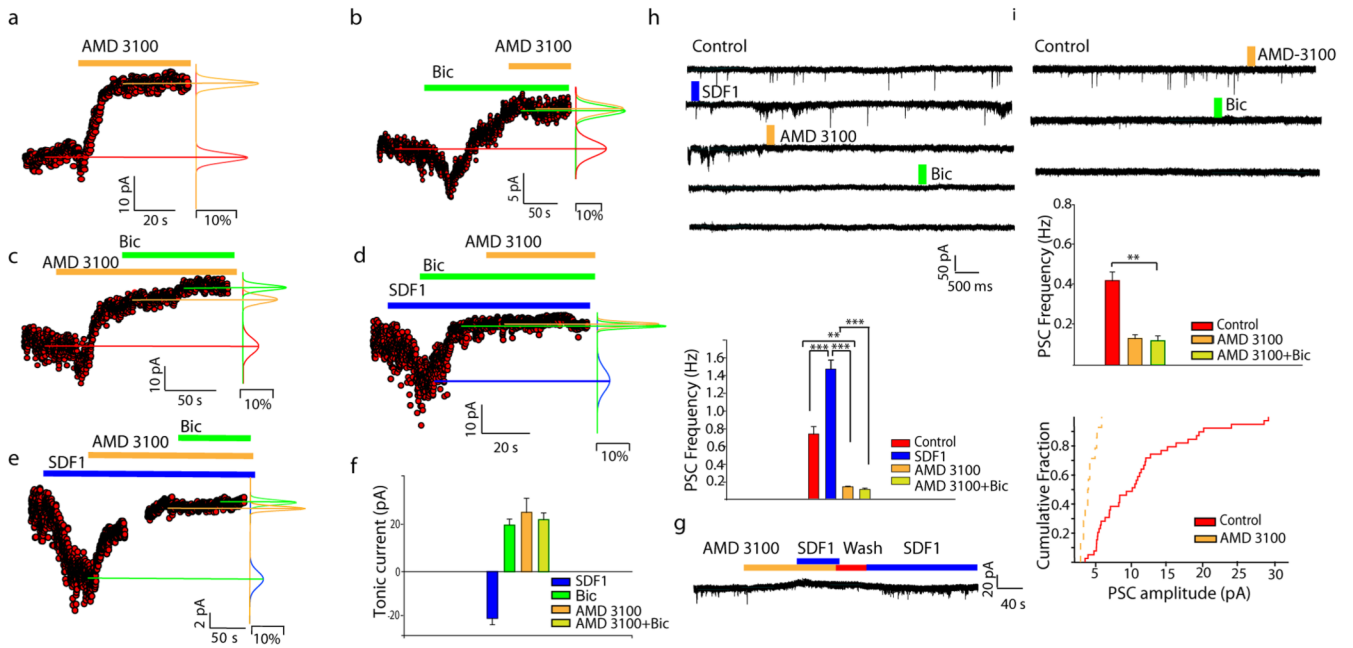 a
AMD 3100
10 pA
20 s
10%
b
AMD 3100
Bic
5 pA
50 s
10%
c
Bic
AMD 3100
10 pA
50 s
10%
d
AMD 3100
Bic
SDF1
10 pA
20 s
10%
e
Bic
AMD 3100
SDF1
2 pA
50 s
10%
f
Tonic current (pA)
20
0
-20
SDF1
Bic
AMD 3100
AMD 3100+Bic
h
Control
SDF1
AMD 3100
Bic
50 pA
500 ms
PSC Frequency (Hz)
1.6
1.4
1.2
1.0
0.8
0.6
0.4
0.2
***
**
***
***
Control
SDF1
AMD 3100
AMD 3100+Bic
g
AMD 3100 SDF1 Wash SDF1
20 pA
40 s
i
Control
AMD-3100
Bic
PSC Frequency (Hz)
0.8
0.6
0.4
0.2
**
Control
AMD 3100
AMD 3100+Bic
Cumulative Fraction
0.8
0.6
0.4
0.2
Control
AMD 3100
5 10 15 20 25 30
PSC amplitude (pA)